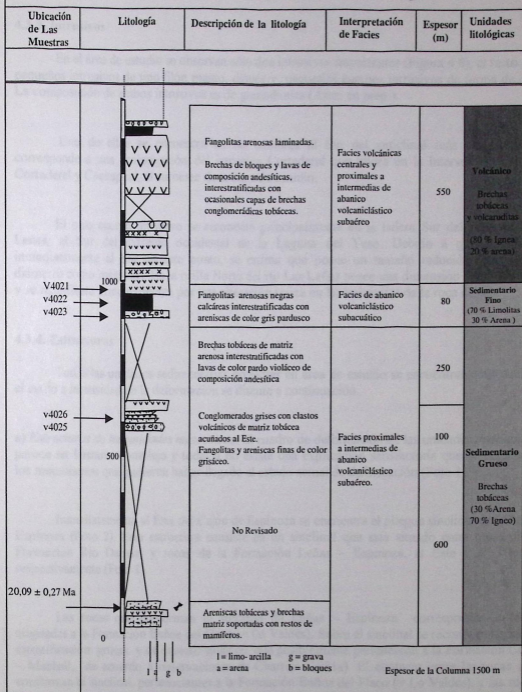 Ubicación
de Las
Muestras
Litología
Descripción de la litología
Interpretación
de Facies
Espesor
(m)
Unidades
litológicas
Fangolitas arenosas laminadas.
Brechas de bloques y lavas de
composición andesíticas,
interestratificadas con
ocasionales capas de brechas
conglomerádicas tobáceas.
Facies volcánicas
centrales y
proximales a
intermedias de
abanico
volcaniclástico
subaéreo
550
Volcánico
Brechas
tobáceas
y volcanuditas
(80 % Ignea
20 % arena)
V4021
v4022
v4023
1000
Fangolitas arenosas negras
calcáreas interestratificadas con
areniscas de color gris pardusco
Facies de abanico
volcaniclástico
subacuático
80
Sedimentario
Fino
(70 % Limolitas
30 % Arena )
Brechas tobáceas de matriz
arenosa interestratificadas con
lavas de color pardo violáceo de
composición andesítica
250
v4026
v4025
500
Conglomerados grises con clastos
volcánicos de matriz tobácea
acuñados al Este.
Fangolitas y areniscas finas de color
grisáceo.
Facies proximales
a intermedias de
abanico
volcaniclástico
subaéreo.
100
Sedimentario
Grueso
Brechas
tobáceas
(30 %Arena
70 % Igneo)
No Revisado
600
20,09 ± 0,27 Ma
Areniscas tobáceas y brechas
matriz soportadas con restos de
mamíferos.
0
l a g b
l = limo- arcilla g = grava
a = arena b = bloques
Espesor de la Columna 1500 m